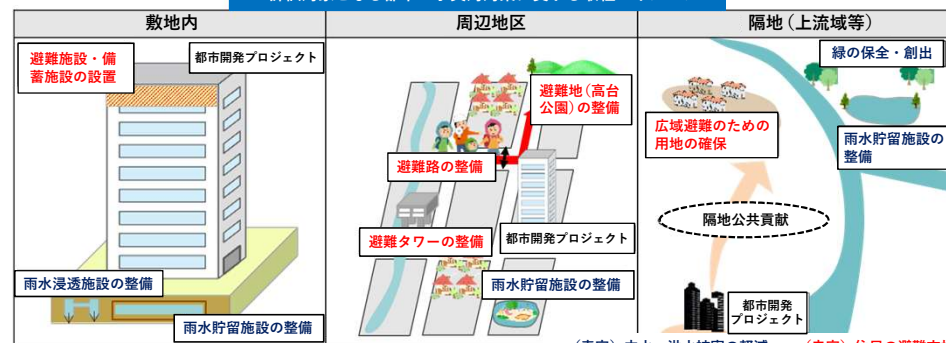 敷地内
周辺地区
隔地（上流域等）
避難施設・備
蓄施設の設置
都市開発プロジェクト
雨水浸透施設の整備
雨水貯留施設の整備
避難地（高台
公園）の整備
避難路の整備
避難タワーの整備
都市開発プロジェクト
雨水貯留施設の整備
緑の保全・創出
広域避難のための
用地の確保
雨水貯留施設の
整備
隔地公共貢献
都市開発
プロジェクト